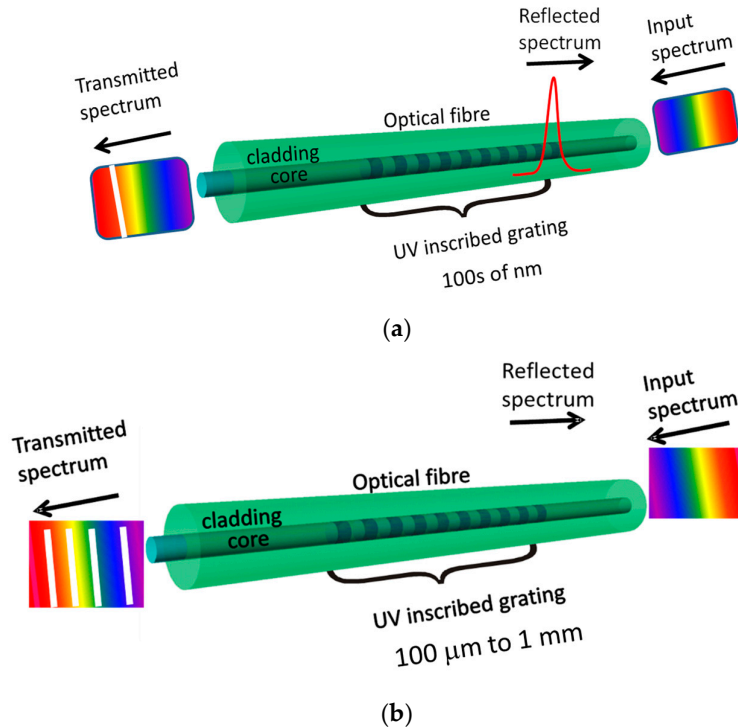 Reflected
spectrum
Input
spectrum
Transmitted
spectrum
Optical fibre
cladding
core
UV inscribed grating
100s of nm
(a)
Reflected
spectrum
Input
spectrum
Transmitted
spectrum
Optical fibre
cladding
core
UV inscribed grating
100 μm to 1 mm
(b)